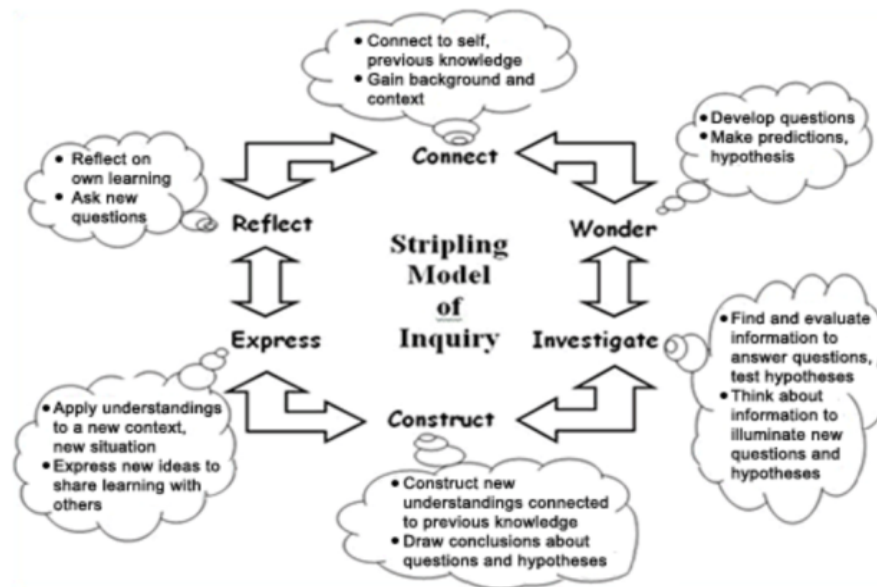 • Connect to self,
previous knowledge
• Gain background and
context
Connect
• Develop questions
• Make predictions,
hypothesis
Wonder
• Find and evaluate
information to
answer questions,
test hypotheses
• Think about
information to
illuminate new
questions and
hypotheses
Investigate
• Construct new
understandings connected
to previous knowledge
• Draw conclusions about
questions and hypotheses
Construct
• Apply understandings
to a new context,
new situation
• Express new ideas to
share learning with
others
Express
• Reflect on
own learning
• Ask new
questions
Reflect
Stripling
Model
of
Inquiry